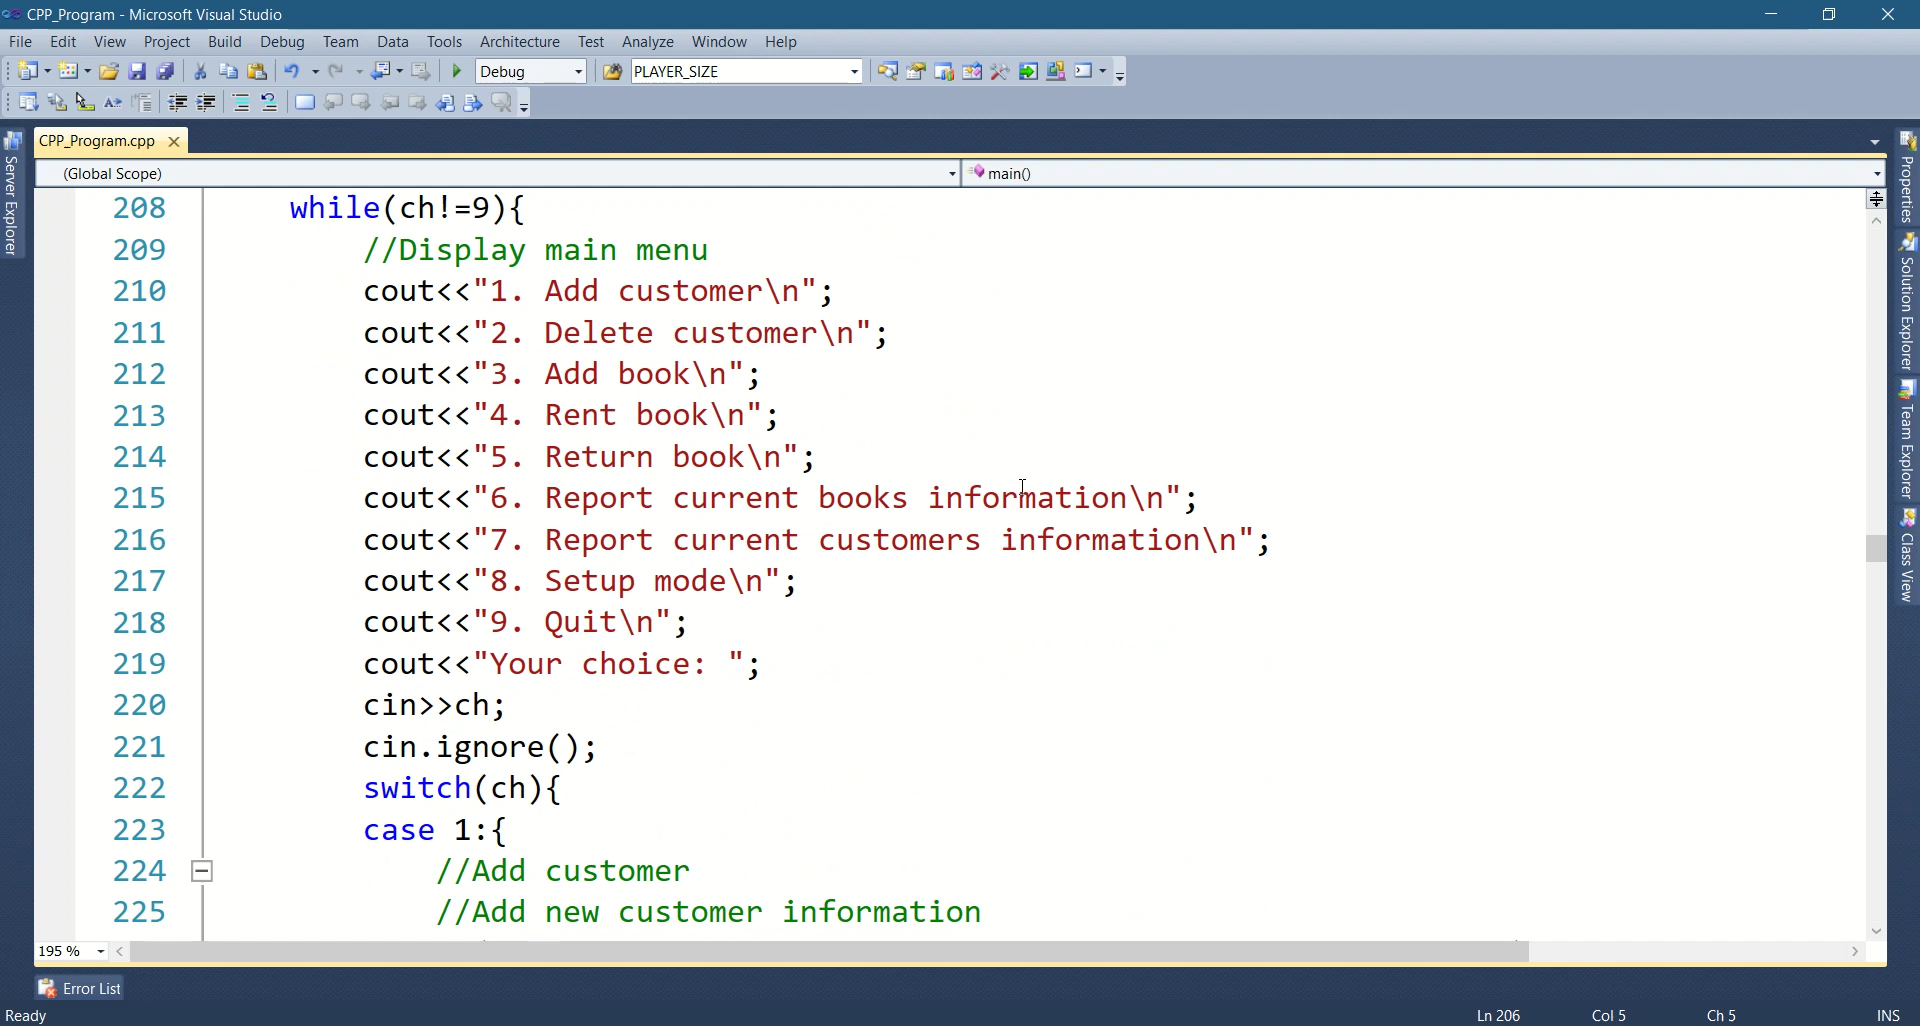 CPP_Program - Microsoft Visual Studio
File Edit View Project Build Debug Team Data Tools Architecture Test Analyze Window Help
Debug PLAYER_SIZE
CPP_Program.cpp
(Global Scope) main()
208 while(ch!=9){
209 //Display main menu
210 cout<<"1. Add customer\n";
211 cout<<"2. Delete customer\n";
212 cout<<"3. Add book\n";
213 cout<<"4. Rent book\n";
214 cout<<"5. Return book\n";
215 cout<<"6. Report current books information\n";
216 cout<<"7. Report current customers information\n";
217 cout<<"8. Setup mode\n";
218 cout<<"9. Quit\n";
219 cout<<"Your choice: ";
220 cin>>ch;
221 cin.ignore();
222 switch(ch){
223 case 1:{
224 //Add customer
225 //Add new customer information
195 %
Server Explorer
Properties
Solution Explorer
Team Explorer
Class View
Error List
Ready Ln 206 Col 5 Ch 5 INS